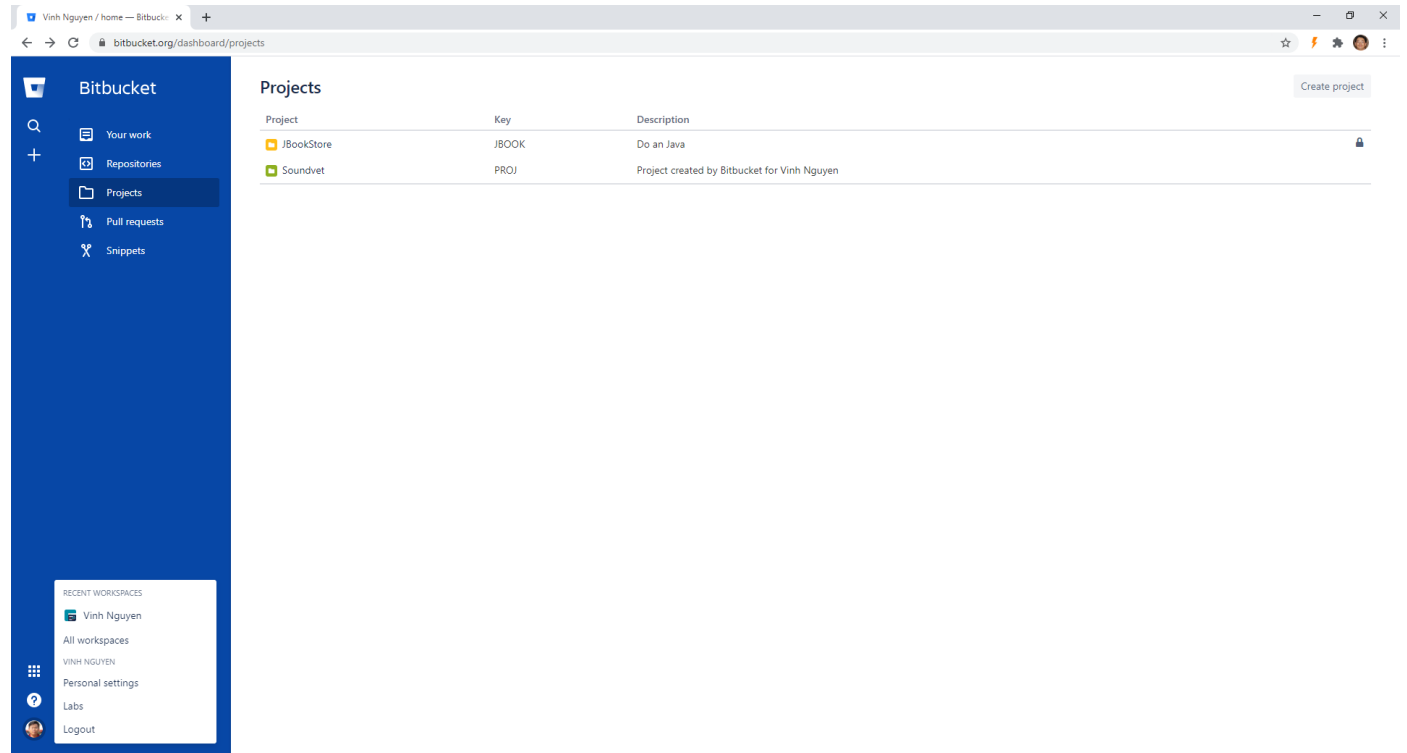 Vinh Nguyen / home — Bitbucke
bitbucket.org/dashboard/projects
Bitbucket
Your work
Repositories
Projects
Pull requests
Snippets
RECENT WORKSPACES
Vinh Nguyen
All workspaces
VINH NGUYEN
Personal settings
Labs
Logout
Projects
Create project
Project Key Description
JBookStore JBOOK Do an Java
Soundvet PROJ Project created by Bitbucket for Vinh Nguyen